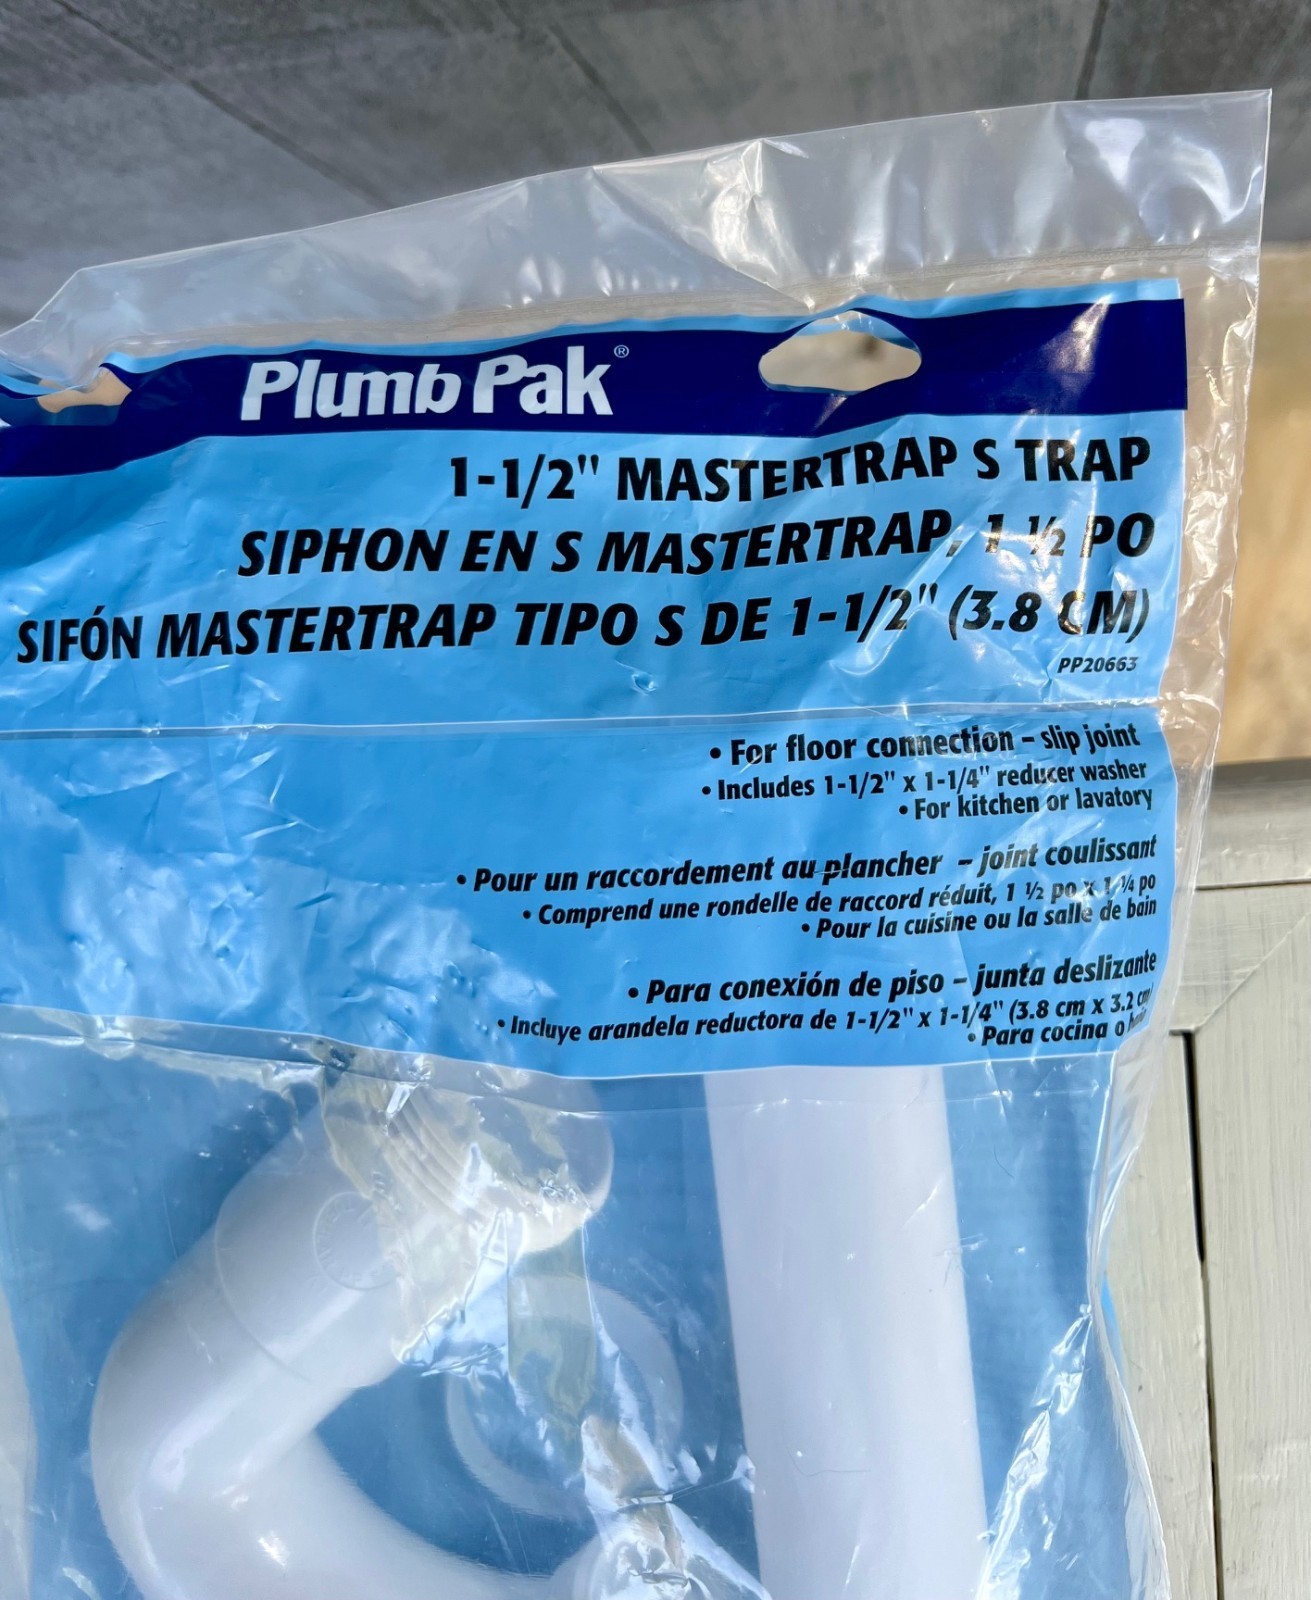 Plumb Pak®
1-1/2" MASTERTRAP S TRAP
SIPHON EN S MASTERTRAP, 1 ½ PO
SIFÓN MASTERTRAP TIPO S DE 1-1/2" (3.8 CM)
PP20663
• For floor connection – slip joint
• Includes 1-1/2" x 1-1/4" reducer washer
• For kitchen or lavatory
• Pour un raccordement au plancher – joint coulissant
• Comprend une rondelle de raccord réduit, 1 ½ po x 1 ¼ po
• Pour la cuisine ou la salle de bain
• Para conexión de piso – junta deslizante
• Incluye arandela reductora de 1-1/2" x 1-1/4" (3.8 cm x 3.2 cm)
• Para cocina o